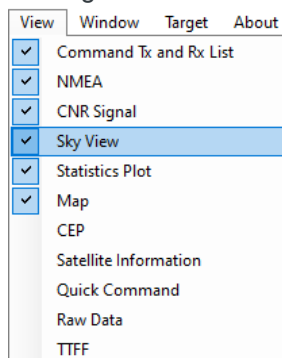 View Window Target About
Command Tx and Rx List
NMEA
CNR Signal
Sky View
Statistics Plot
Map
CEP
Satellite Information
Quick Command
Raw Data
TTFF